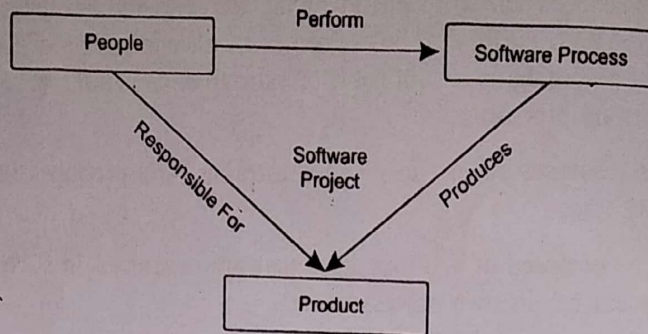 Perform
People
Software Process
Responsible For
Software
Project
Produces
Product